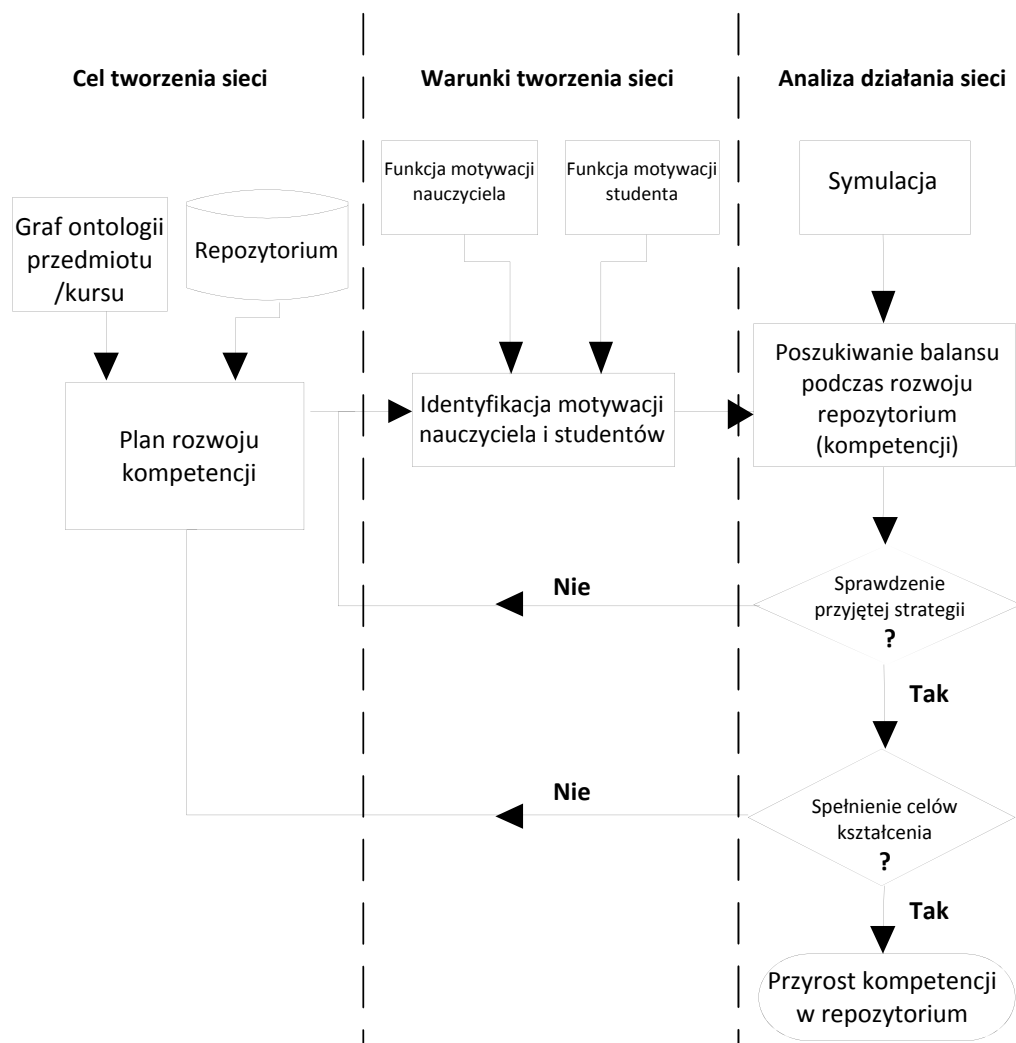 Cel tworzenia sieci
Warunki tworzenia sieci
Analiza działania sieci
Graf ontologii
przedmiotu
/kursu
Repozytorium
Plan rozwoju
kompetencji
Funkcja motywacji
nauczyciela
Funkcja motywacji
studenta
Identyfikacja motywacji
nauczyciela i studentów
Symulacja
Poszukiwanie balansu
podczas rozwoju
repozytorium
(kompetencji)
Sprawdzenie
przyjętej strategii
?
Nie
Tak
Spełnienie celów
kształcenia
?
Nie
Tak
Przyrost kompetencji
w repozytorium